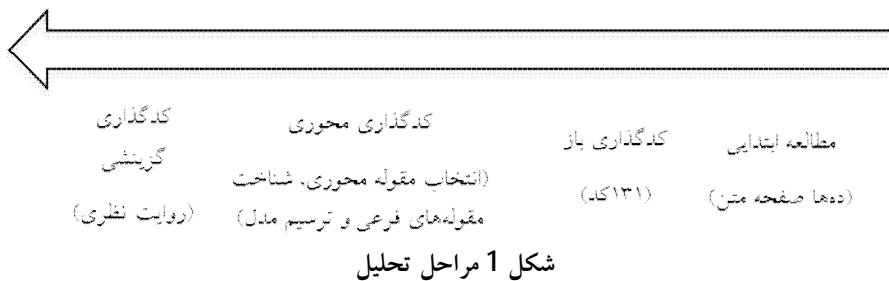 مطالعه ابتدایی
(ده‌ها صفحه متن)
کدگذاری باز
(۱۳۱کد)
کدگذاری محوری
(انتخاب مقوله محوری، شناخت
مقوله‌های فرعی و ترسیم مدل)
کدگذاری
گزینشی
(روایت نظری)
شکل 1 مراحل تحلیل